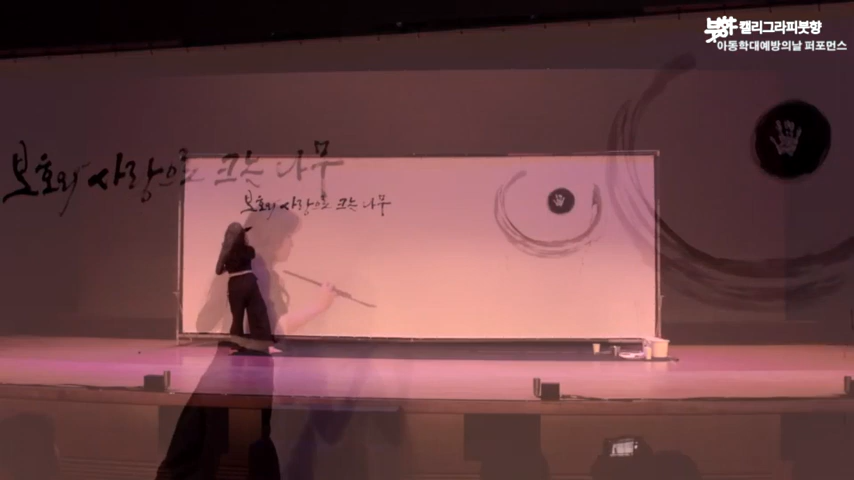 붓향 캘리그라피붓향
아동학대예방의날 퍼포먼스
보호와 사랑으로 크는 나무
보호와 사랑으로 크는 나무